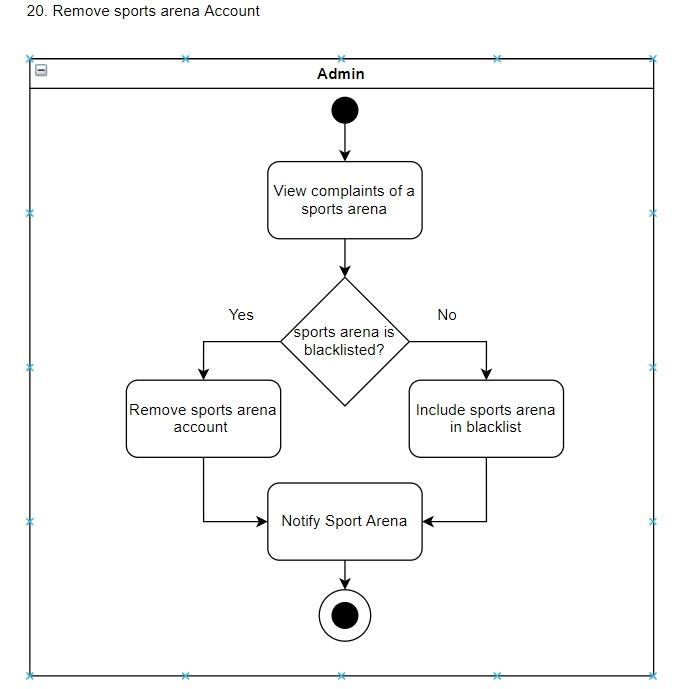 20. Remove sports arena Account
Admin
View complaints of a
sports arena
Yes
No
sports arena is
blacklisted?
Remove sports arena
account
Include sports arena
in blacklist
Notify Sport Arena